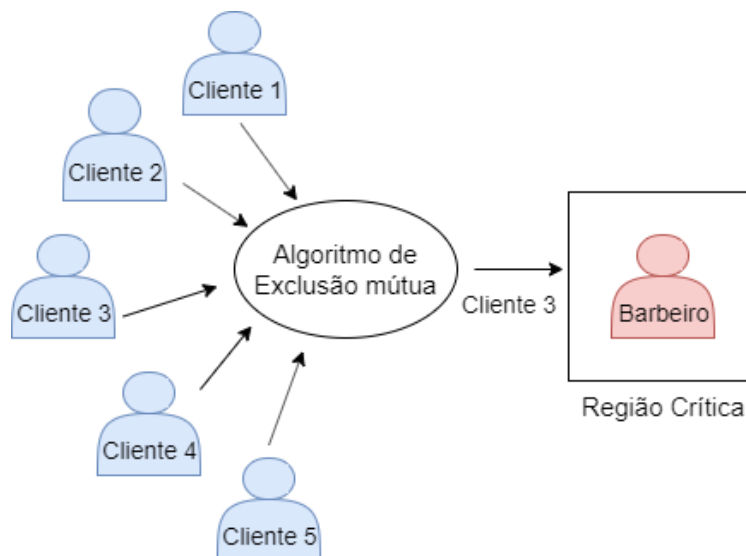 Cliente 1
Cliente 2
Cliente 3
Cliente 4
Cliente 5
Algoritmo de
Exclusão mútua
Cliente 3
Barbeiro
Região Crítica